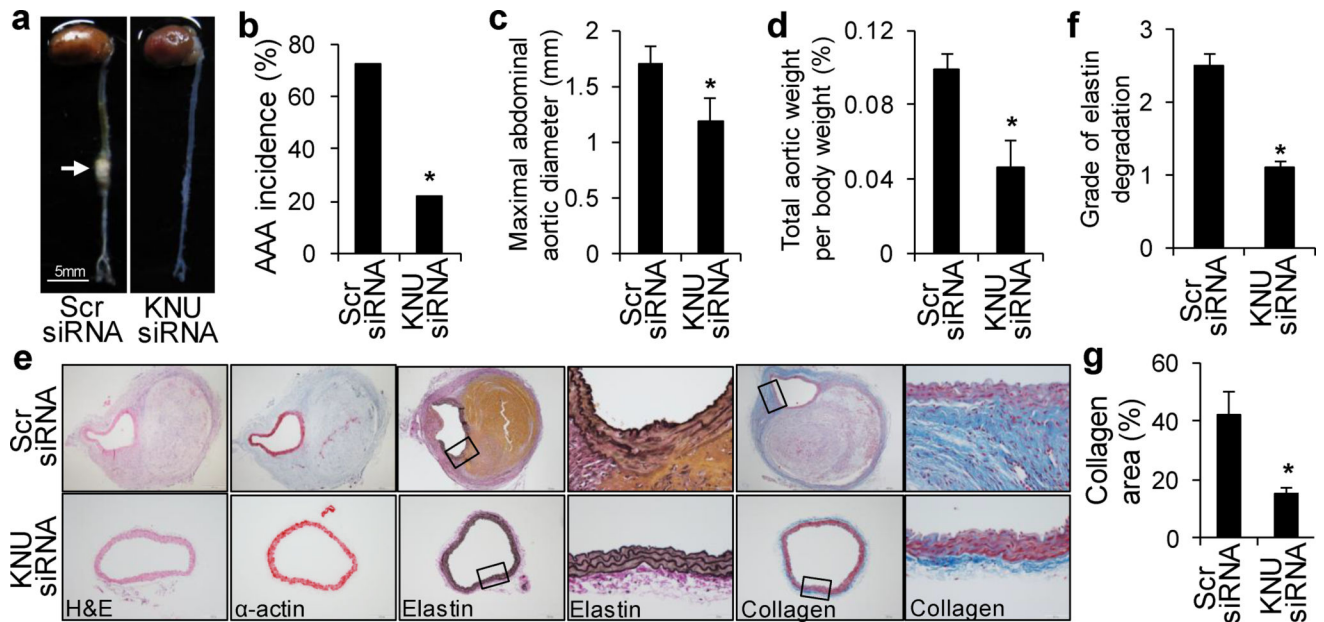 a
5mm
Scr
siRNA
KNU
siRNA
b
AAA incidence (%)
80
60
40
20
0
*
Scr
siRNA
KNU
siRNA
c
Maximal abdominal
aortic diameter (mm)
2
1.5
1
0.5
0
*
Scr
siRNA
KNU
siRNA
d
Total aortic weight
per body weight (%)
0.12
0.08
0.04
0
*
Scr
siRNA
KNU
siRNA
f
Grade of elastin
degradation
3
2
1
0
*
Scr
siRNA
KNU
siRNA
e
Scr
siRNA
KNU
siRNA
H&E
α-actin
Elastin
Elastin
Collagen
Collagen
g
Collagen
area (%)
60
40
20
0
*
Scr
siRNA
KNU
siRNA